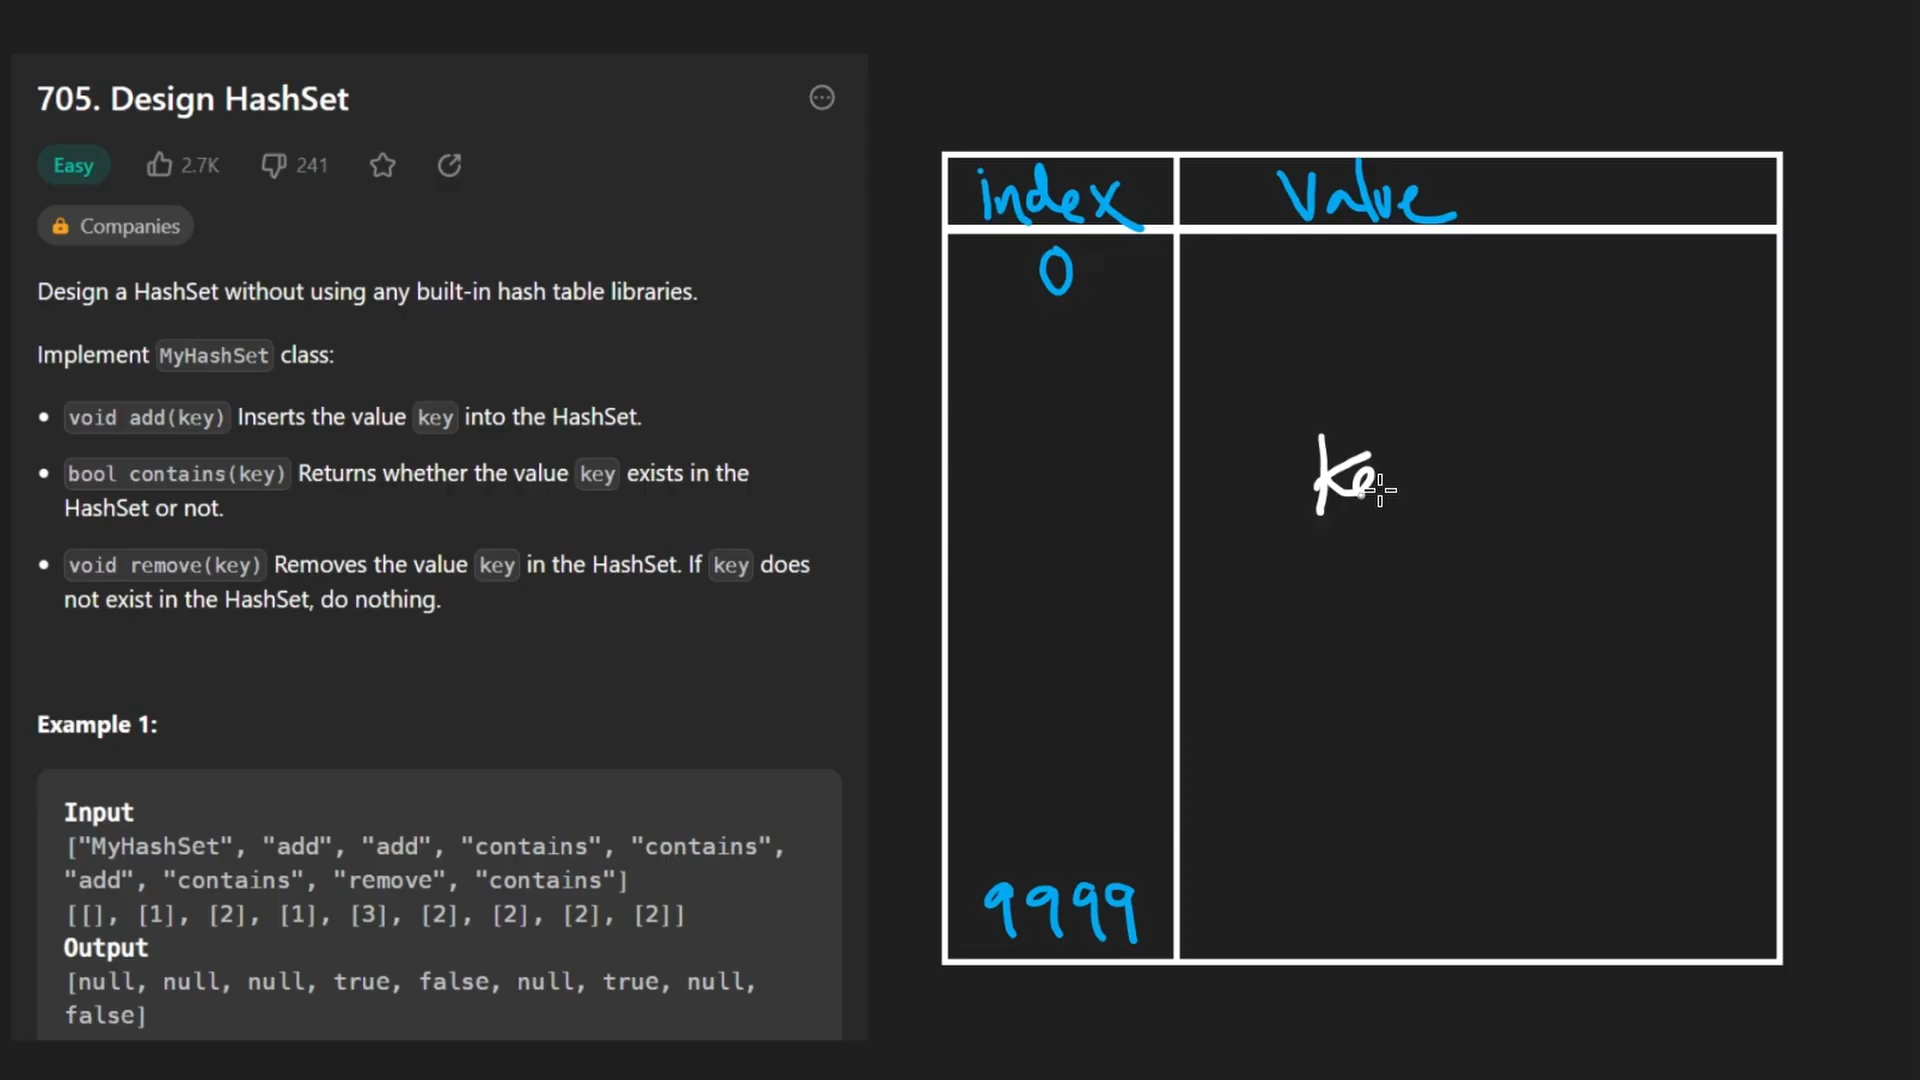 705. Design HashSet
Easy 2.7K 241
Companies
Design a HashSet without using any built-in hash table libraries.
Implement MyHashSet class:
• void add(key) Inserts the value key into the HashSet.
• bool contains(key) Returns whether the value key exists in the
HashSet or not.
• void remove(key) Removes the value key in the HashSet. If key does
not exist in the HashSet, do nothing.
Example 1:
Input
["MyHashSet", "add", "add", "contains", "contains",
"add", "contains", "remove", "contains"]
[[], [1], [2], [1], [3], [2], [2], [2], [2]]
Output
[null, null, null, true, false, null, true, null,
false]
index Value
0
ke
9999